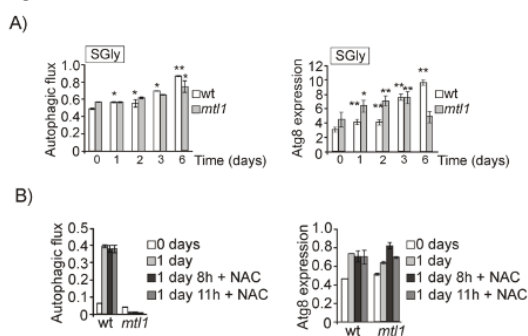 A)
SGly
Autophagic flux
1.0
0.8
0.6
0.4
0.2
0
* * * ** *
wt
mtl1
0 1 2 3 6 Time (days)
SGly
Atg8 expression
12
10
8
6
4
2
0
** * ** ** ** ** **
0 1 2 3 6 Time (days)
B)
Autophagic flux
0.5
0.4
0.3
0.2
0.1
0
wt mtl1
0 days
1 day
1 day 8h + NAC
1 day 11h + NAC
Atg8 expression
1.0
0.8
0.6
0.4
0.2
0
wt mtl1
0 days
1 day
1 day 8h + NAC
1 day 11h + NAC